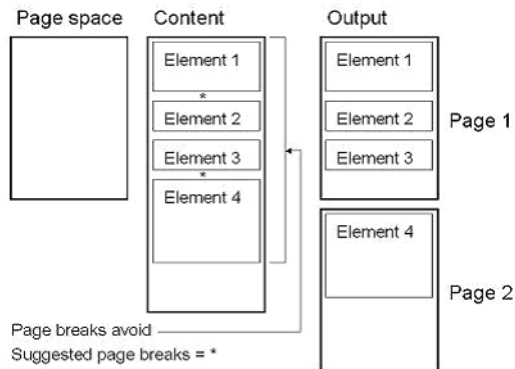 Page space
Content
Output
Element 1
*
Element 2
Element 3
*
Element 4
Element 1
Element 2
Element 3
Page 1
Element 4
Page 2
Page breaks avoid
Suggested page breaks = *